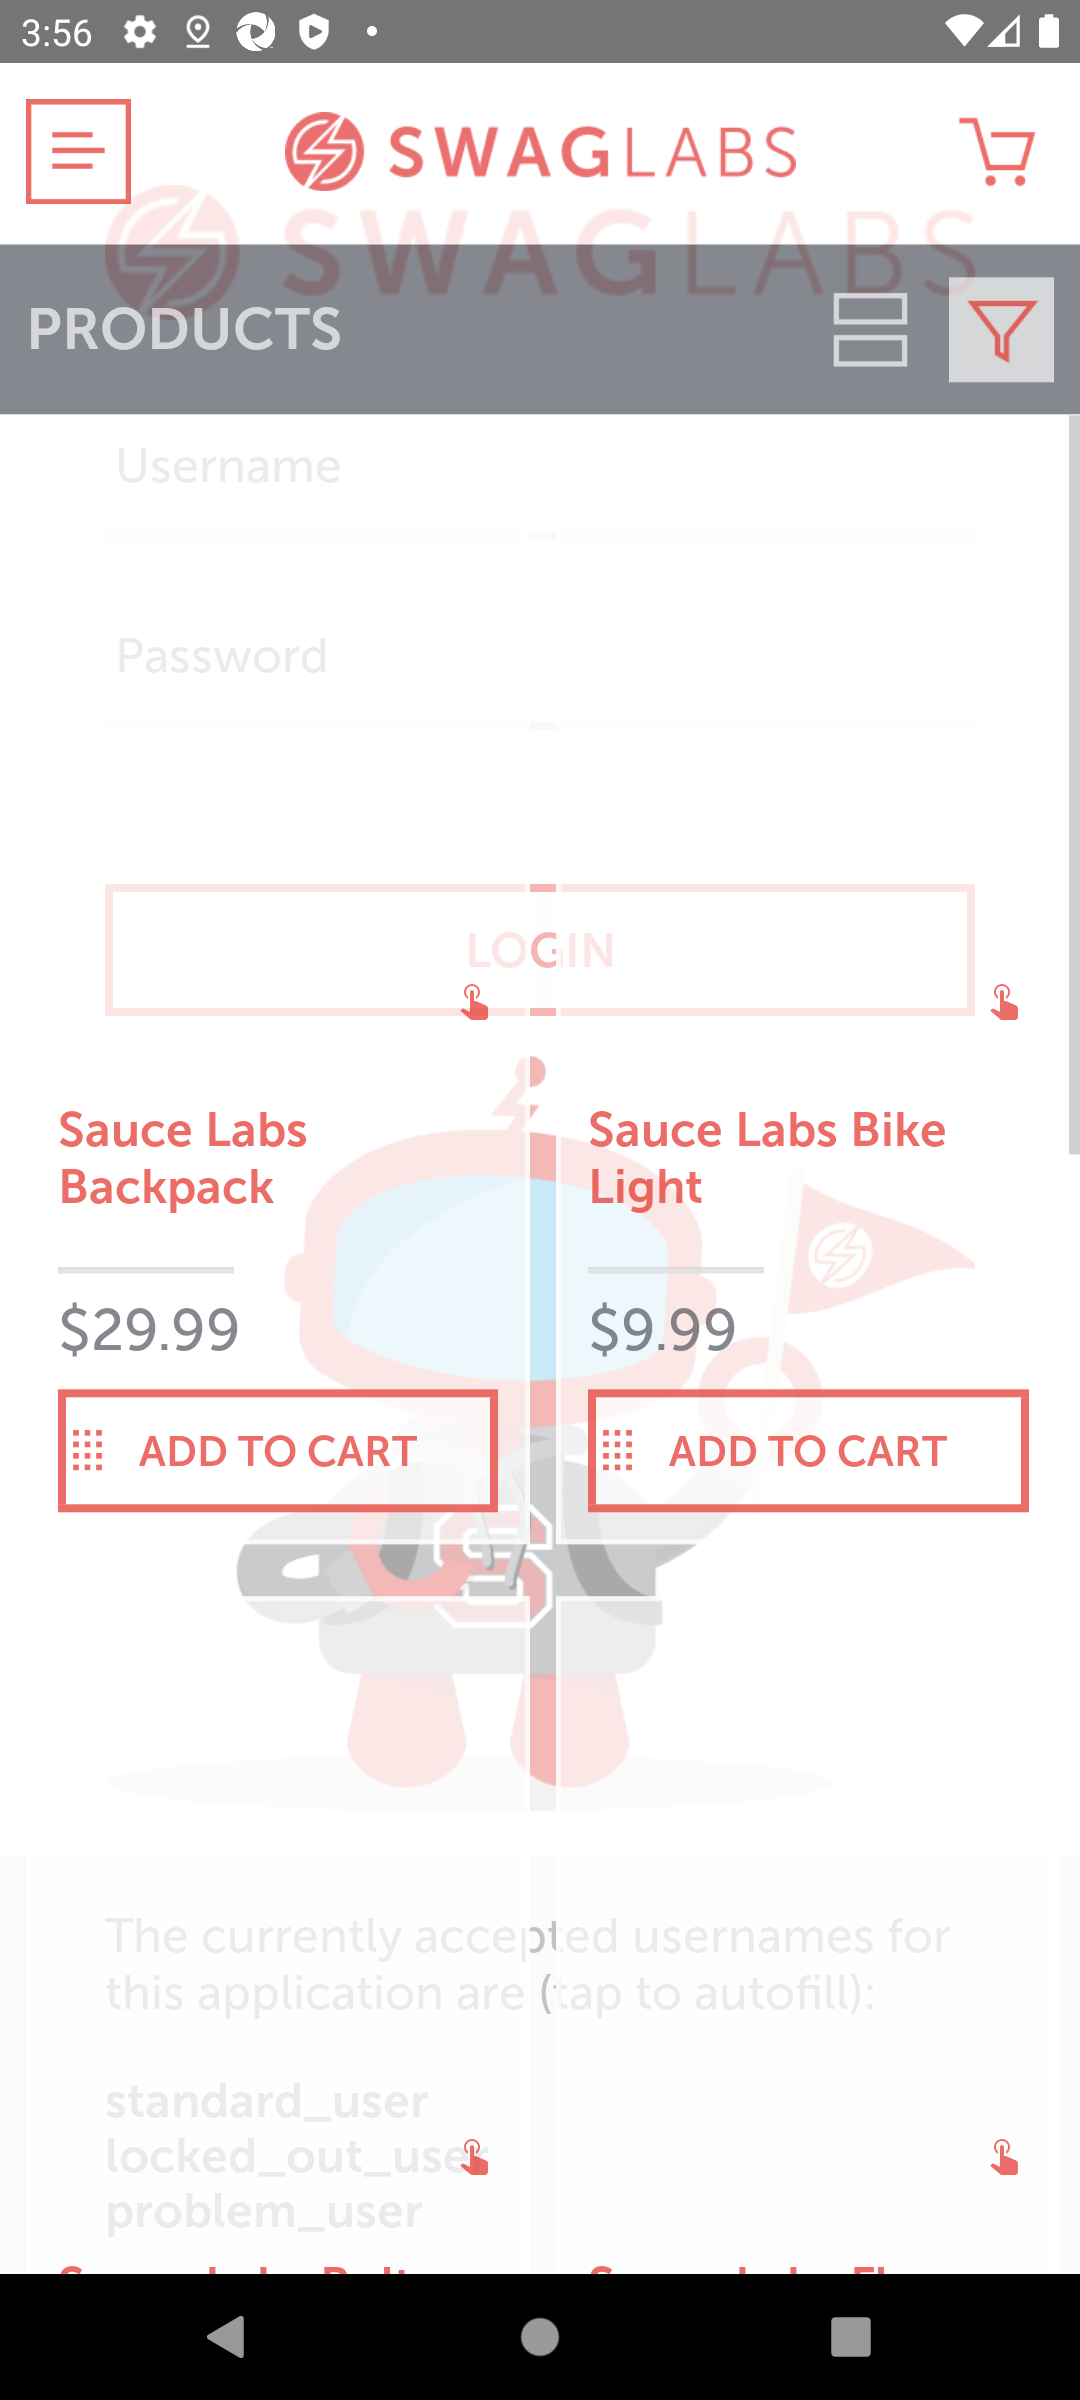 3:56
SWAGLABS
SWAGLABS
PRODUCTS
Username
Password
LOGIN
Sauce Labs
Backpack
Sauce Labs Bike
Light
$29.99
$9.99
ADD TO CART
ADD TO CART
The currently accepted usernames for
this application are (tap to autofill):
standard_user
locked_out_user
problem_user